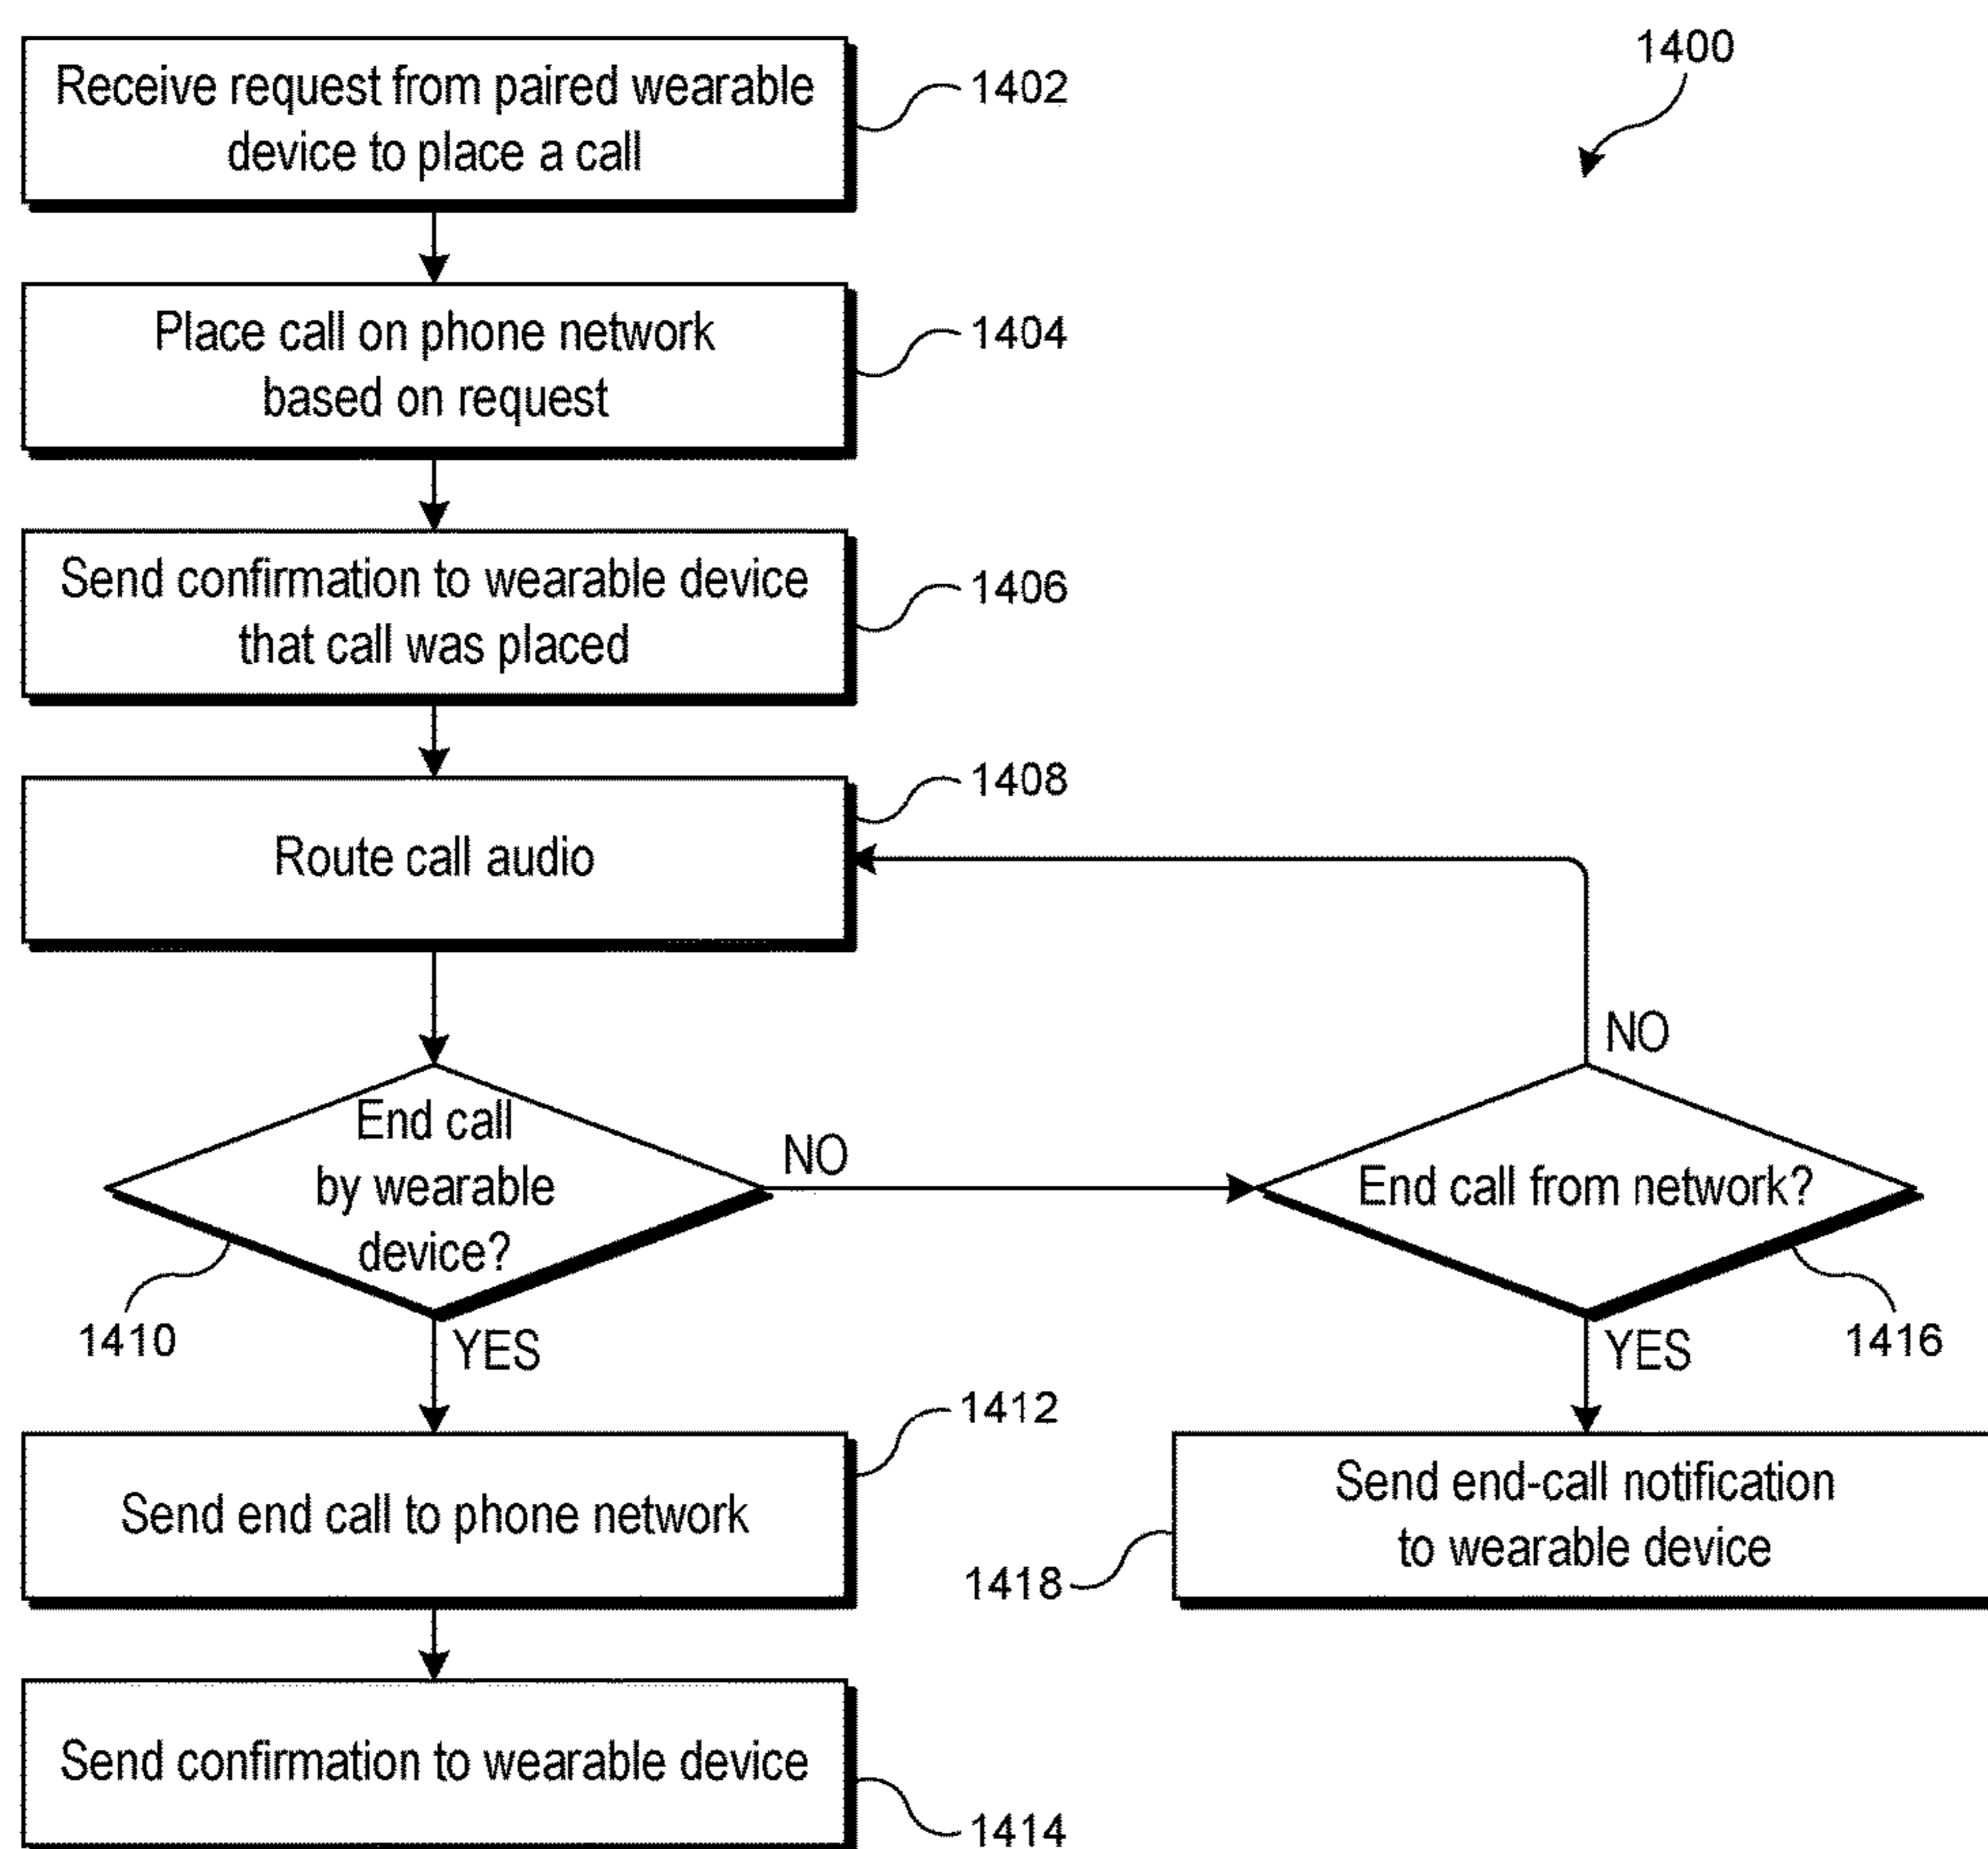 1400
Receive request from paired wearable
device to place a call
1402
Place call on phone network
based on request
1404
Send confirmation to wearable device
that call was placed
1406
1408
Route call audio
End call
by wearable
device?
1410
NO
YES
NO
End call from network?
1416
YES
1412
Send end call to phone network
Send end-call notification
to wearable device
1418
Send confirmation to wearable device
1414